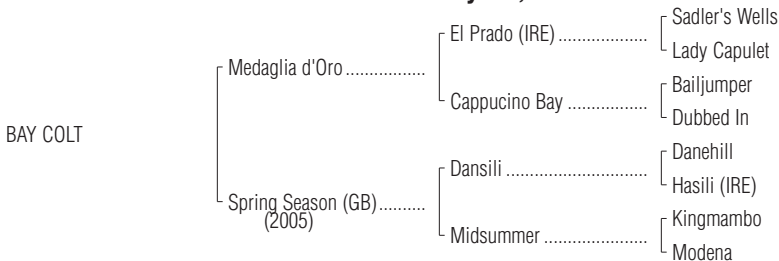 Sadler's Wells
El Prado (IRE) ...................
Lady Capulet
Medaglia d'Oro .................
Bailjumper
Cappucino Bay .................
Dubbed In
BAY COLT
Danehill
Dansili ..............................
Hasili (IRE)
Spring Season (GB)..........
(2005)
Kingmambo
Midsummer ......................
Modena